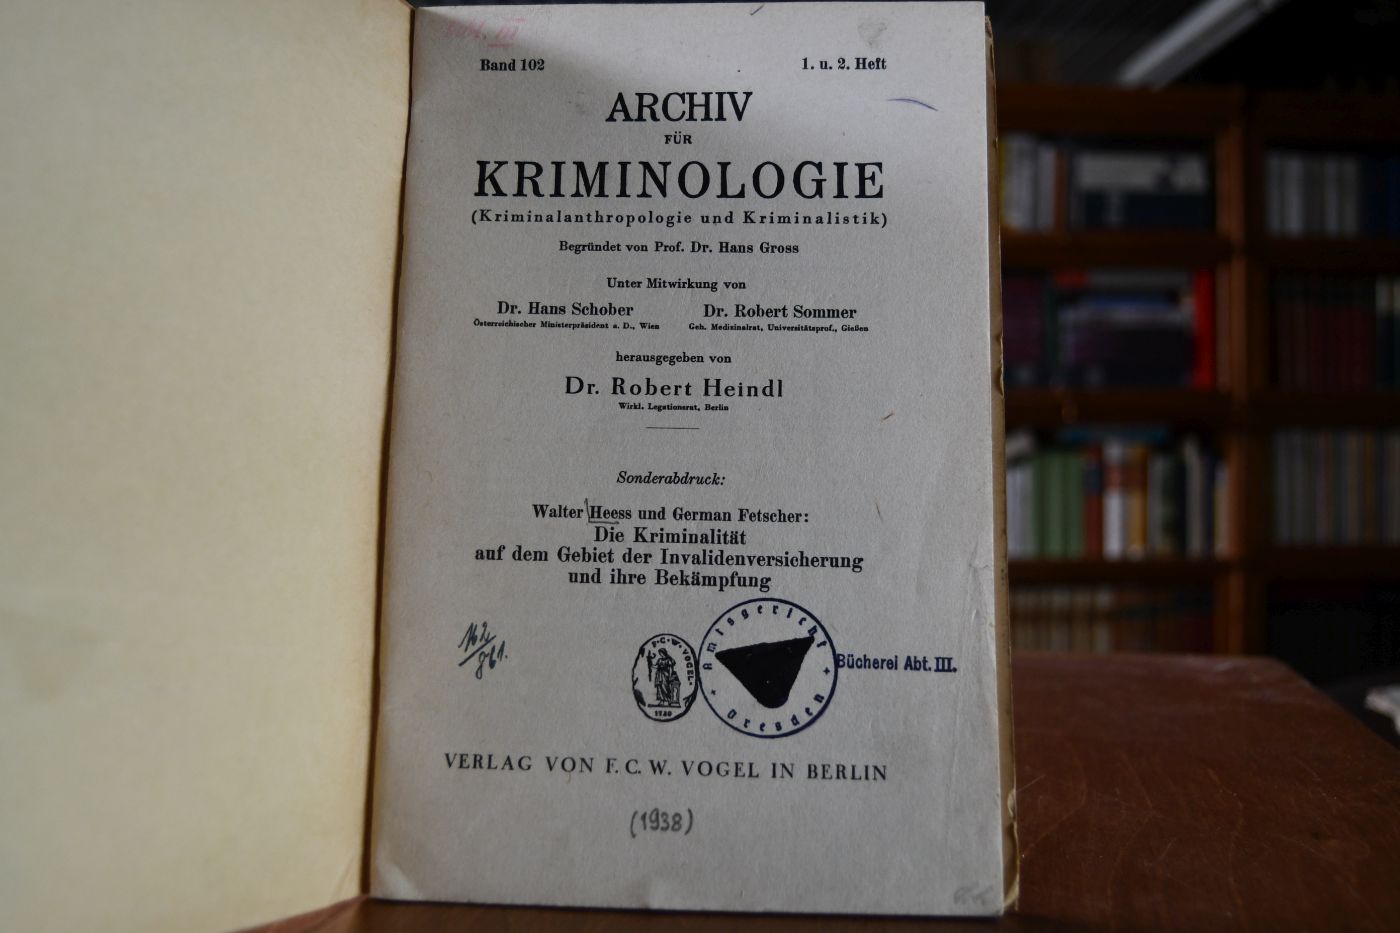 Band 102
1. u. 2. Heft
ARCHIV
FÜR
KRIMINOLOGIE
(Kriminalanthropologie und Kriminalistik)
Begründet von Prof. Dr. Hans Gross
Unter Mitwirkung von
Dr. Hans Schober
Österreichischer Ministerpräsident a. D., Wien
Dr. Robert Sommer
Geh. Medizinalrat, Universitätsprof., Gießen
herausgegeben von
Dr. Robert Heindl
Wirkl. Legationsrat, Berlin
Sonderabdruck:
Walter Heess und German Fetscher:
Die Kriminalität
auf dem Gebiet der Invalidenversicherung
und ihre Bekämpfung
F·C·W·VOGEL
1730
Amtsgericht
Dresden
Bücherei Abt. III.
VERLAG VON F. C. W. VOGEL IN BERLIN
(1938)